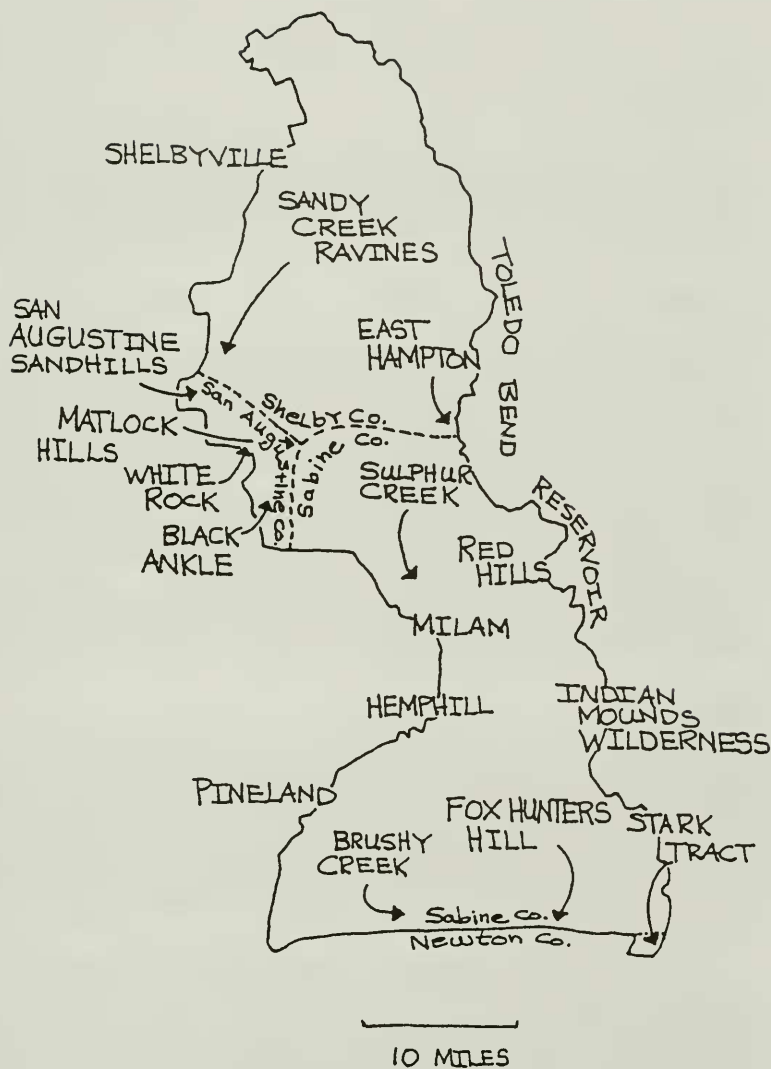 SHELBYVILLE
SANDY
CREEK
RAVINES
TOLEDO BEND
SAN
AUGUSTINE
SANDHILLS
EAST
HAMPTON
San Augustine Co.
Shelby Co.
Co.
Sabine
MATLOCK
HILLS
WHITE
ROCK
BLACK
ANKLE
SULPHUR
CREEK
RESERVOIR
RED
HILLS
MILAM
HEMPHILL
INDIAN
MOUNDS
WILDERNESS
PINELAND
FOX HUNTERS
HILL
STARK
TRACT
BRUSHY
CREEK
Sabine Co.
Newton Co.
10 MILES